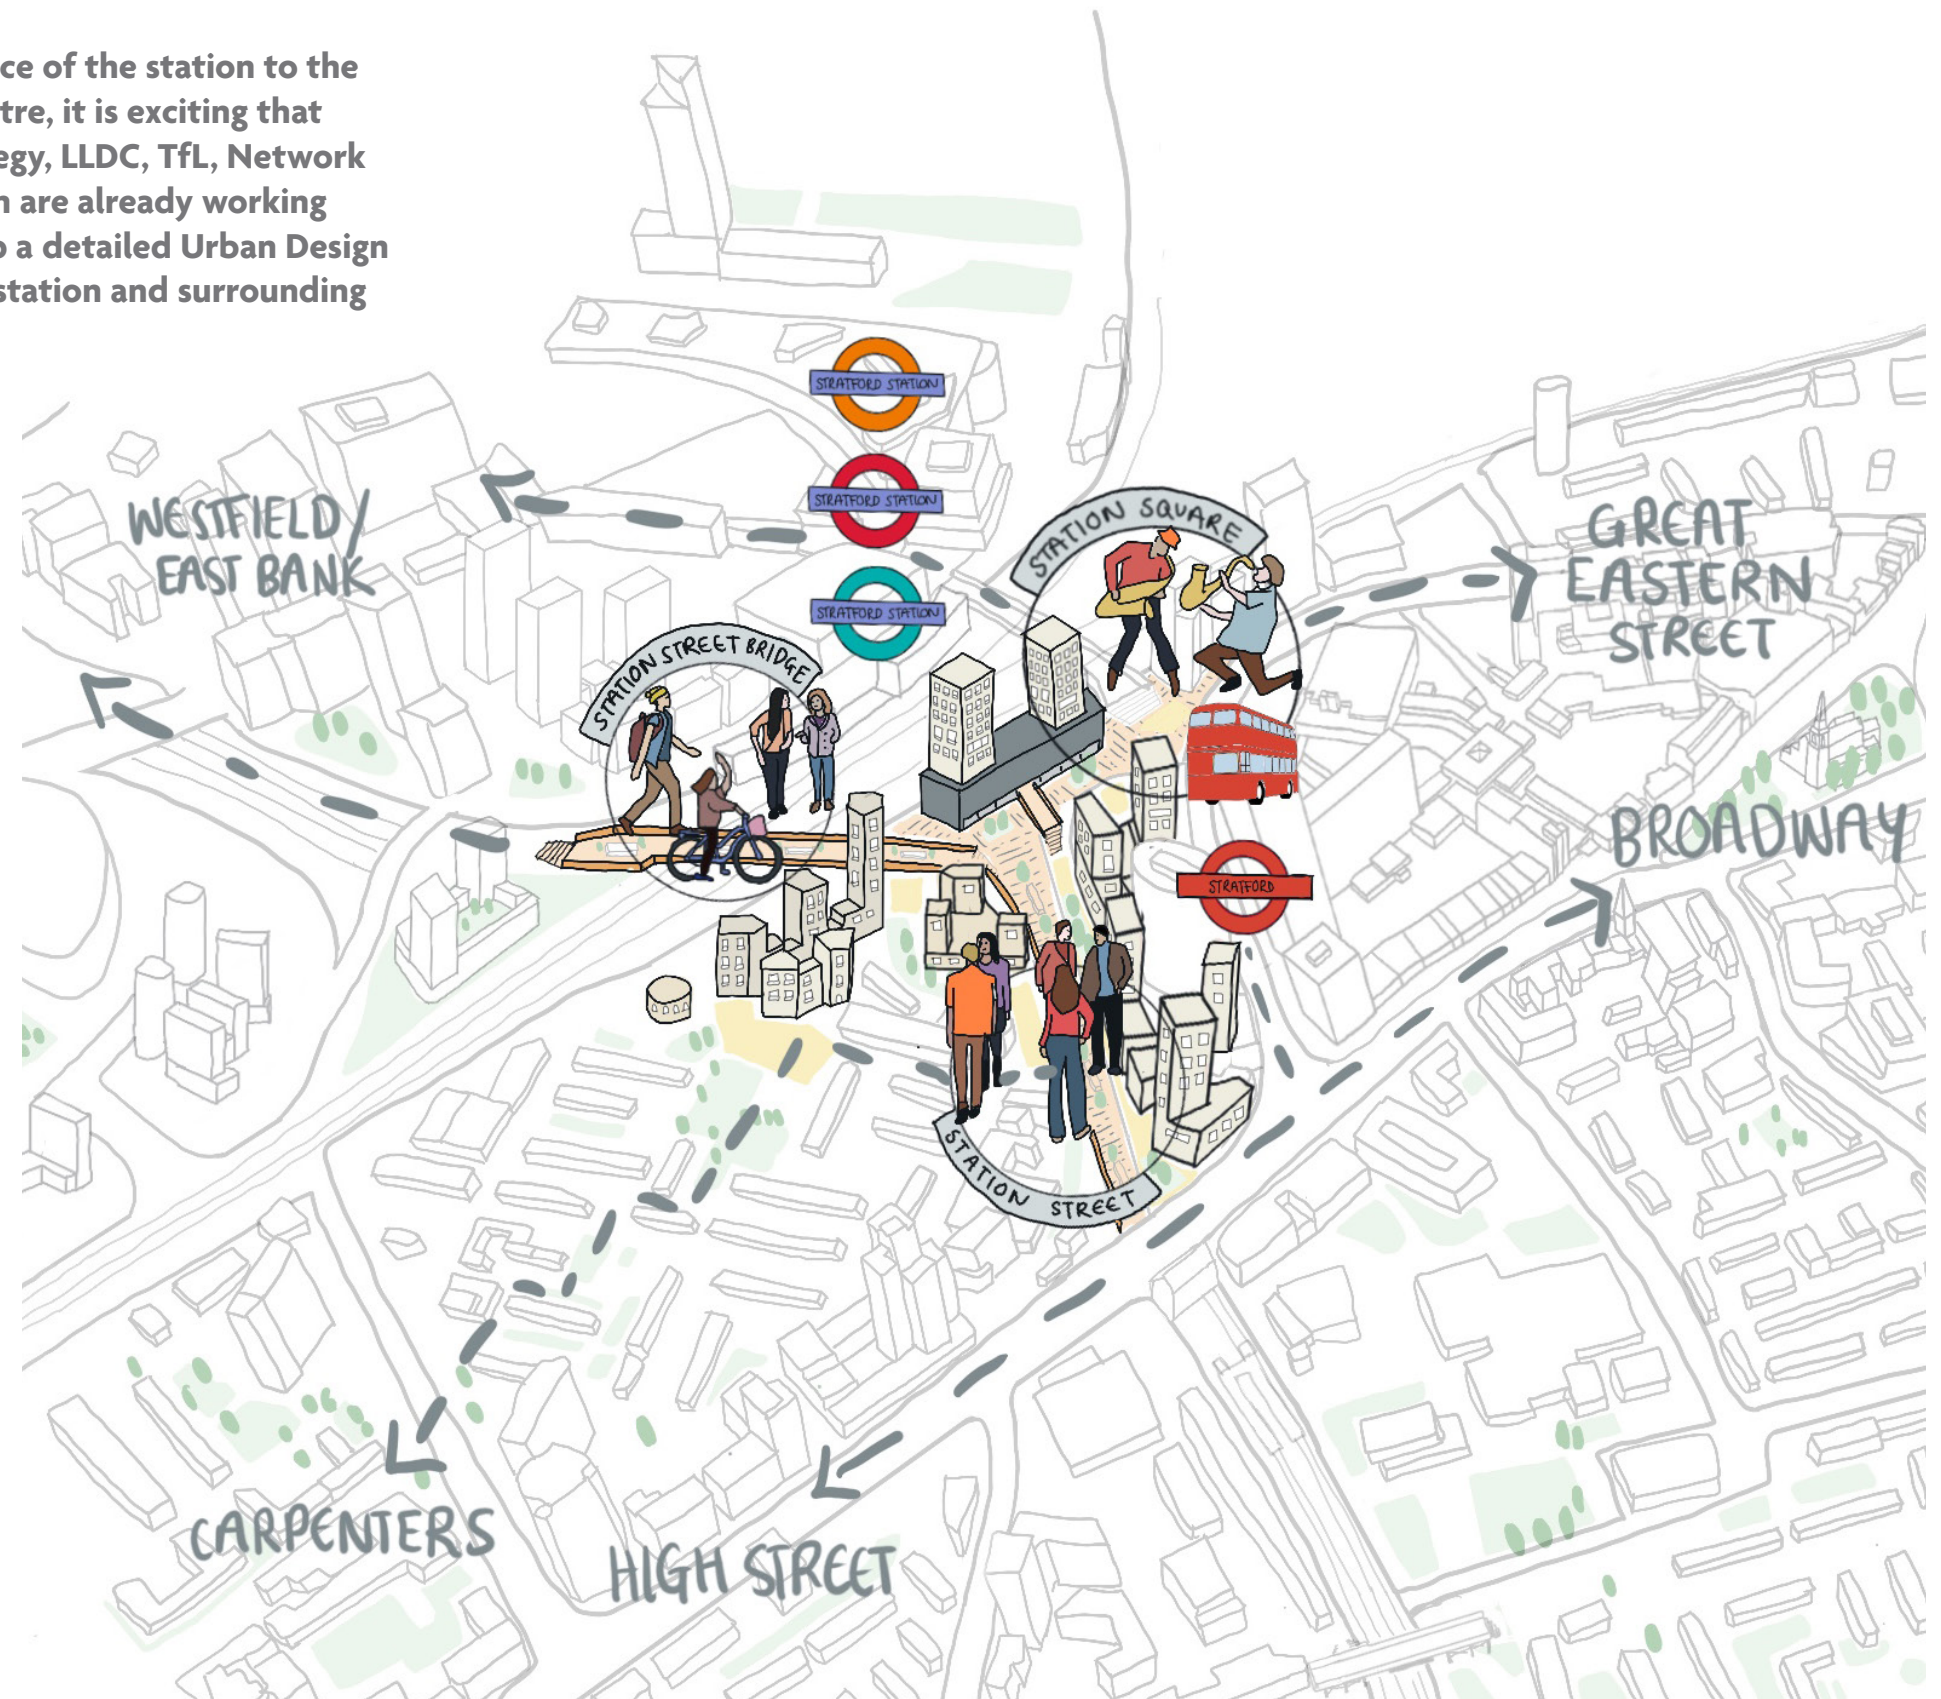 ce of the station to the
tre, it is exciting that
egy, LLDC, TfL, Network
n are already working
o a detailed Urban Design
station and surrounding
STRATFORD STATION
STRATFORD STATION
STRATFORD STATION
WESTFIELD/
EAST BANK
STATION SQUARE
GREAT
EASTERN
STREET
STATION STREET BRIDGE
BROADWAY
STRATFORD
STATION STREET
CARPENTERS
HIGH STREET